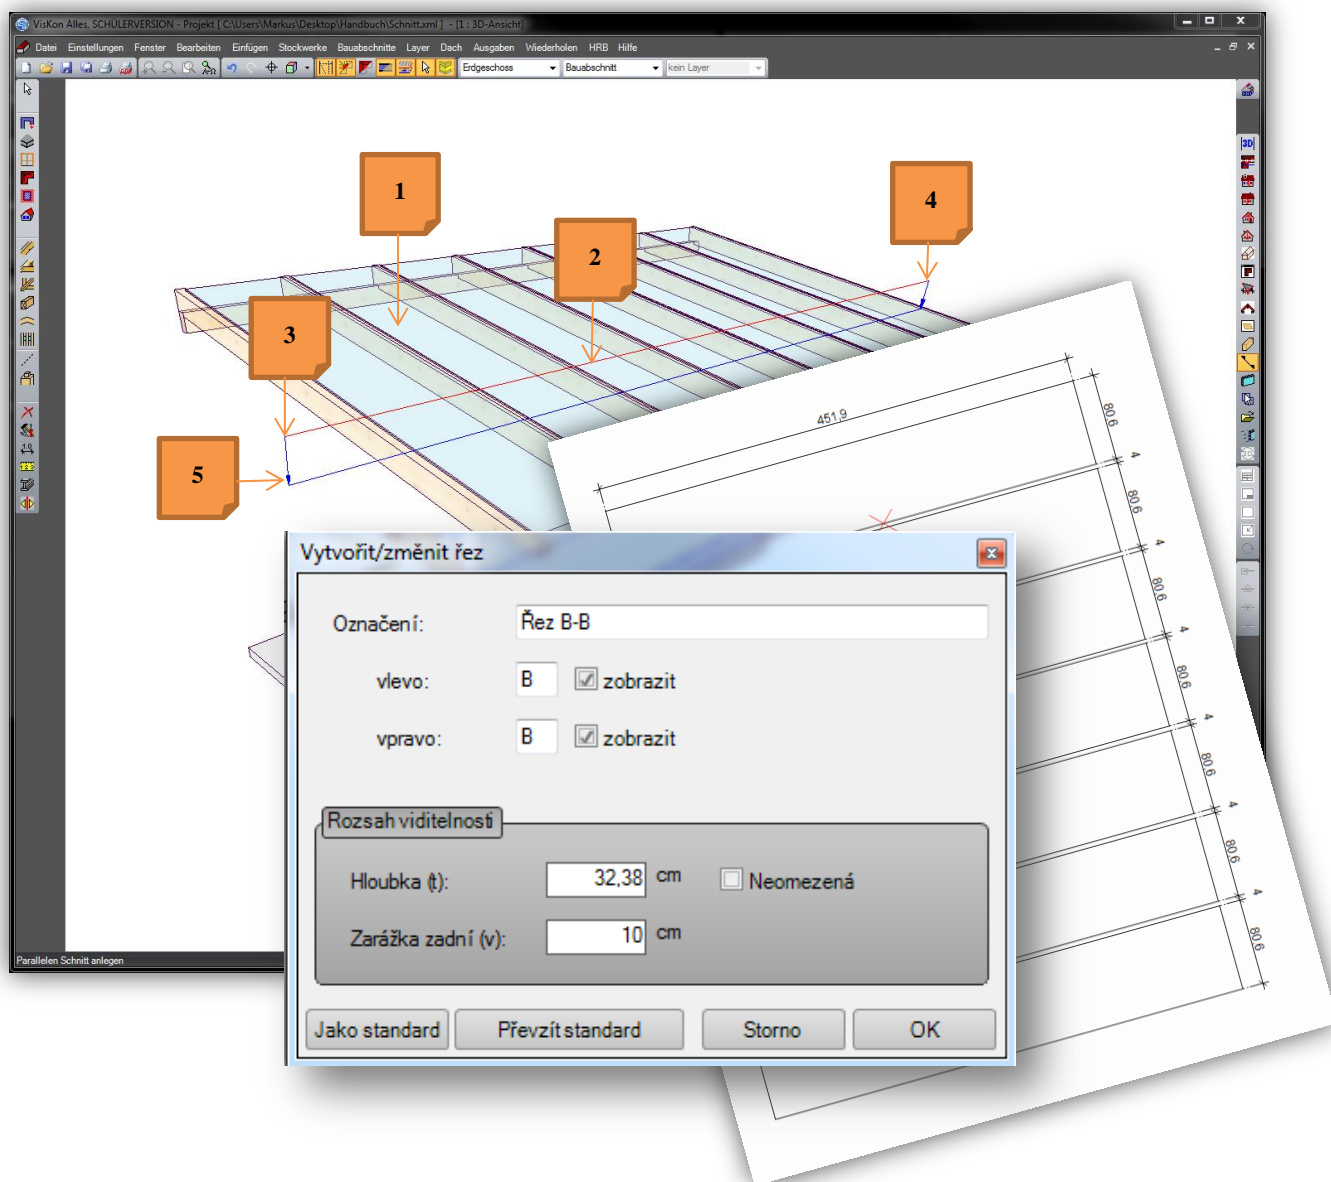 VisKon Alles, SCHÜLERVERSION - Projekt [ C:\Users\Markus\Desktop\Handbuch\Schnitt.xml ] - [1 : 3D-Ansicht]
Datei Einstellungen Fenster Bearbeiten Einfügen Stockwerke Bauabschnitte Layer Dach Ausgaben Wiederholen HRB Hilfe
Erdgeschoss Bauabschnitt kein Layer
3D
1
4
2
3
5
451,9
80,6
4
80,6
4
80,6
4
80,6
4
80,6
4
80,6
4
80,6
Vytvořit/změnit řez
Označení: Řez B-B
vlevo: B zobrazit
vpravo: B zobrazit
Rozsah viditelnosti
Hloubka (t): 32,38 cm Neomezená
Zarážka zadní (v): 10 cm
Jako standard Převzít standard Storno OK
Parallelen Schnitt anlegen